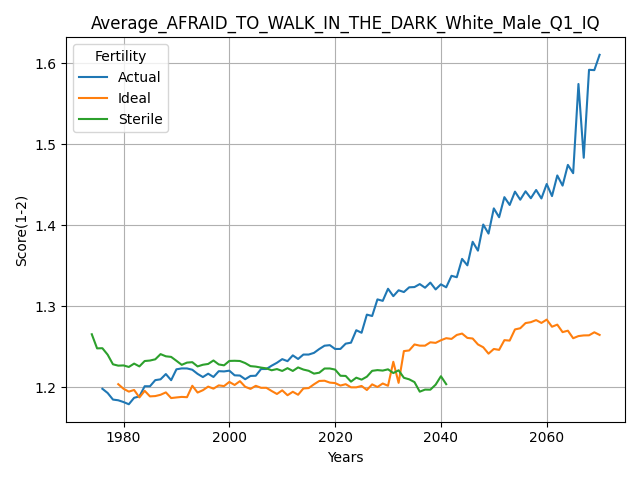 Average_AFRAID_TO_WALK_IN_THE_DARK_White_Male_Q1_IQ
Fertility
Actual
Ideal
Sterile
Score(1-2)
1.6
1.5
1.4
1.3
1.2
1980 2000 2020 2040 2060
Years